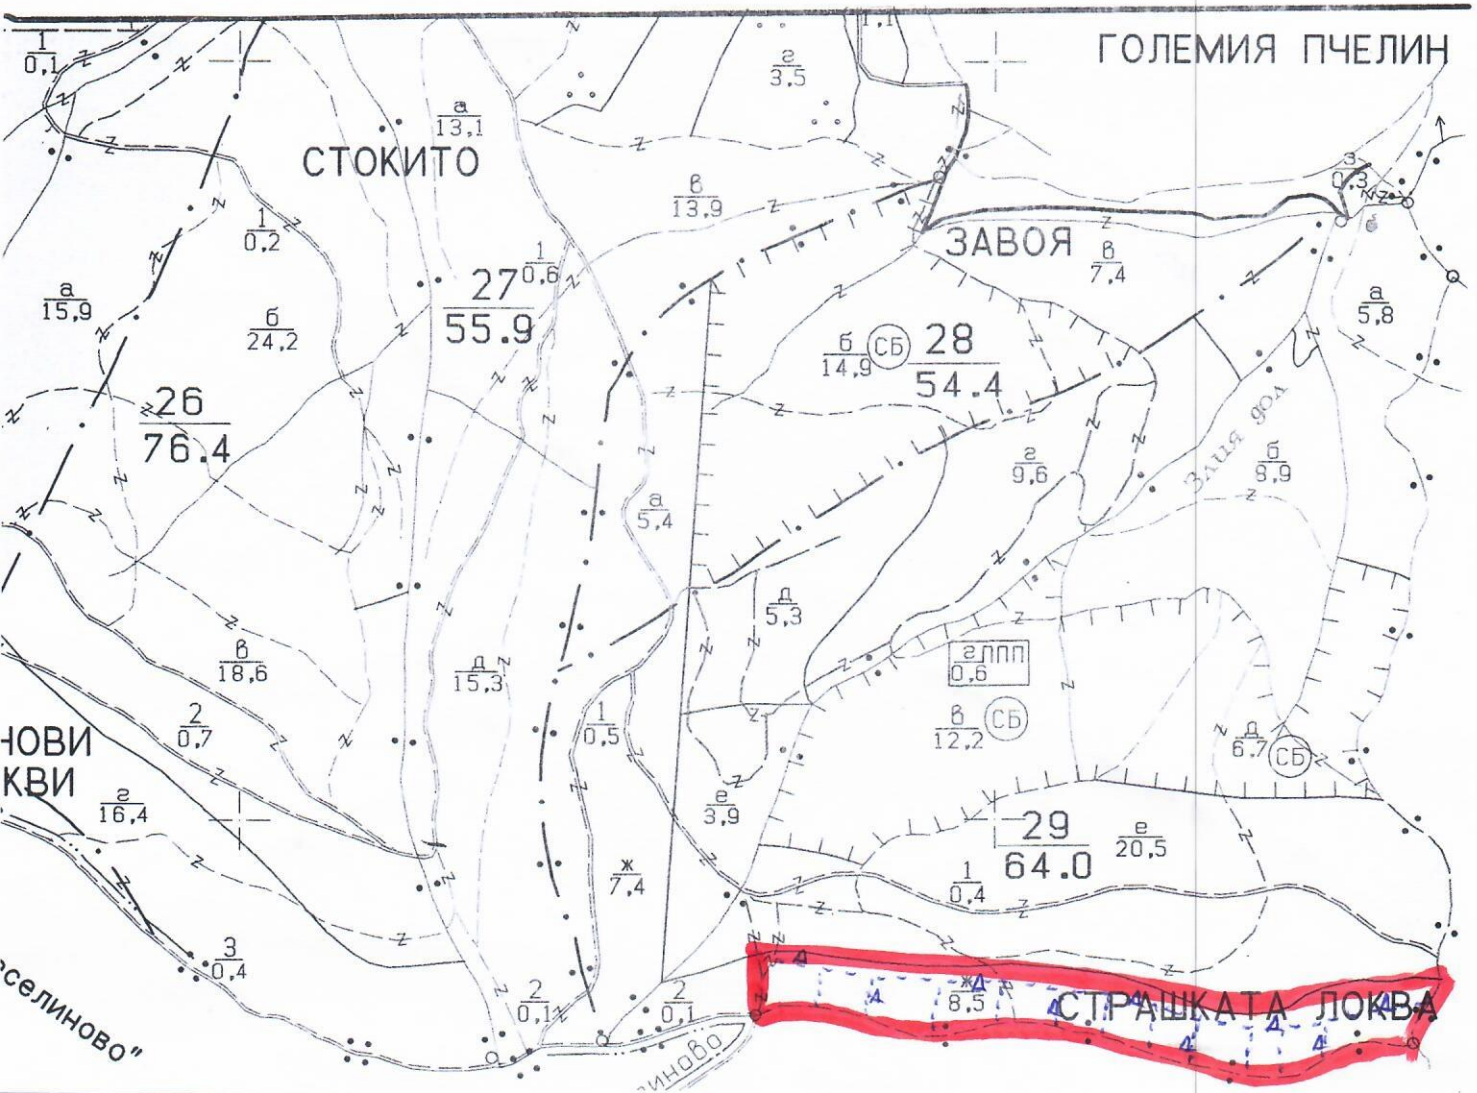 1
0,1
1,1
г
3,5
ГОЛЕМИЯ ПЧЕЛИН
а
13,1
СТОКИТО
з
0,3
в
13,9
1
0,2
ЗАВОЯ
в
7,4
27
55.9
1
0,6
а
15,9
б
24,2
а
5,8
б
14,9
СБ
28
54.4
26
76.4
Злия дол
г
9,6
б
8,9
а
5,4
д
5,3
в
18,6
д
15,3
гЛПП
0,6
в
12,2
СБ
2
0,7
1
0,5
д
6.7
СБ
НОВИ
КВИ
г
16,4
е
3,9
29
64.0
е
20,5
ж
7,4
1
0,4
3
0,4
селиново"
2
0,1
2
0,1
ж
8,5
СТРАШКАТА ЛОКВА